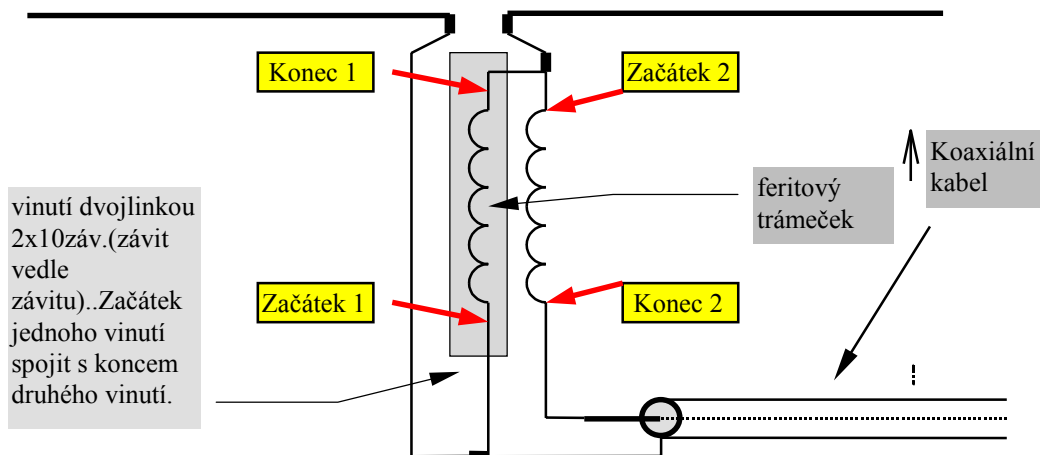 Konec 1
Začátek 2
Koaxiální
kabel
feritový
trámeček
vinutí dvojlinkou
2x10záv.(závit
vedle
závitu)..Začátek
jednoho vinutí
spojit s koncem
druhého vinutí.
Začátek 1
Konec 2